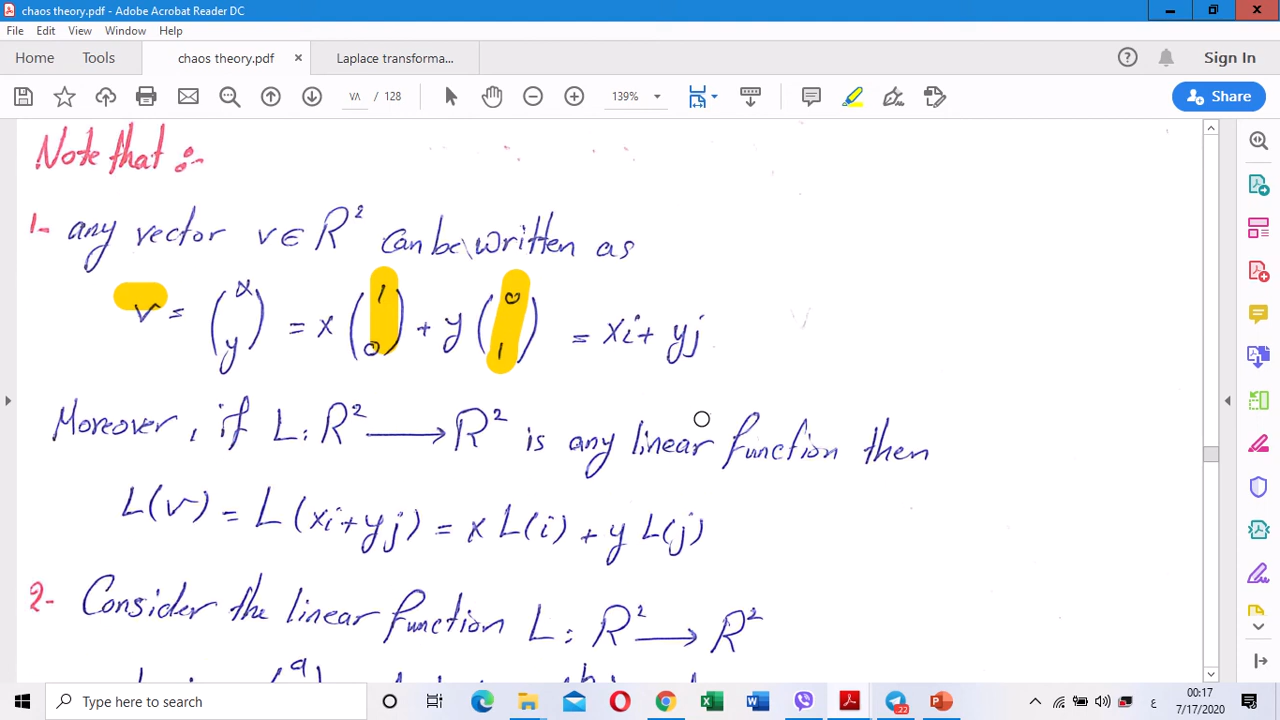 chaos theory.pdf - Adobe Acrobat Reader DC
File Edit View Window Help
Home Tools chaos theory.pdf × Laplace transforma... Sign In
٧٨ / 128 139% Share
Note that :-
1- any vector v ∈ R² can be written as
v = (x y) = x (1 0) + y (0 1) = xi + yj
Moreover, if L : R² → R² is any linear function then
L(v) = L(xi + yj) = x L(i) + y L(j)
2- Consider the linear function L : R² → R²
Type here to search
22
ع
00:17
7/17/2020